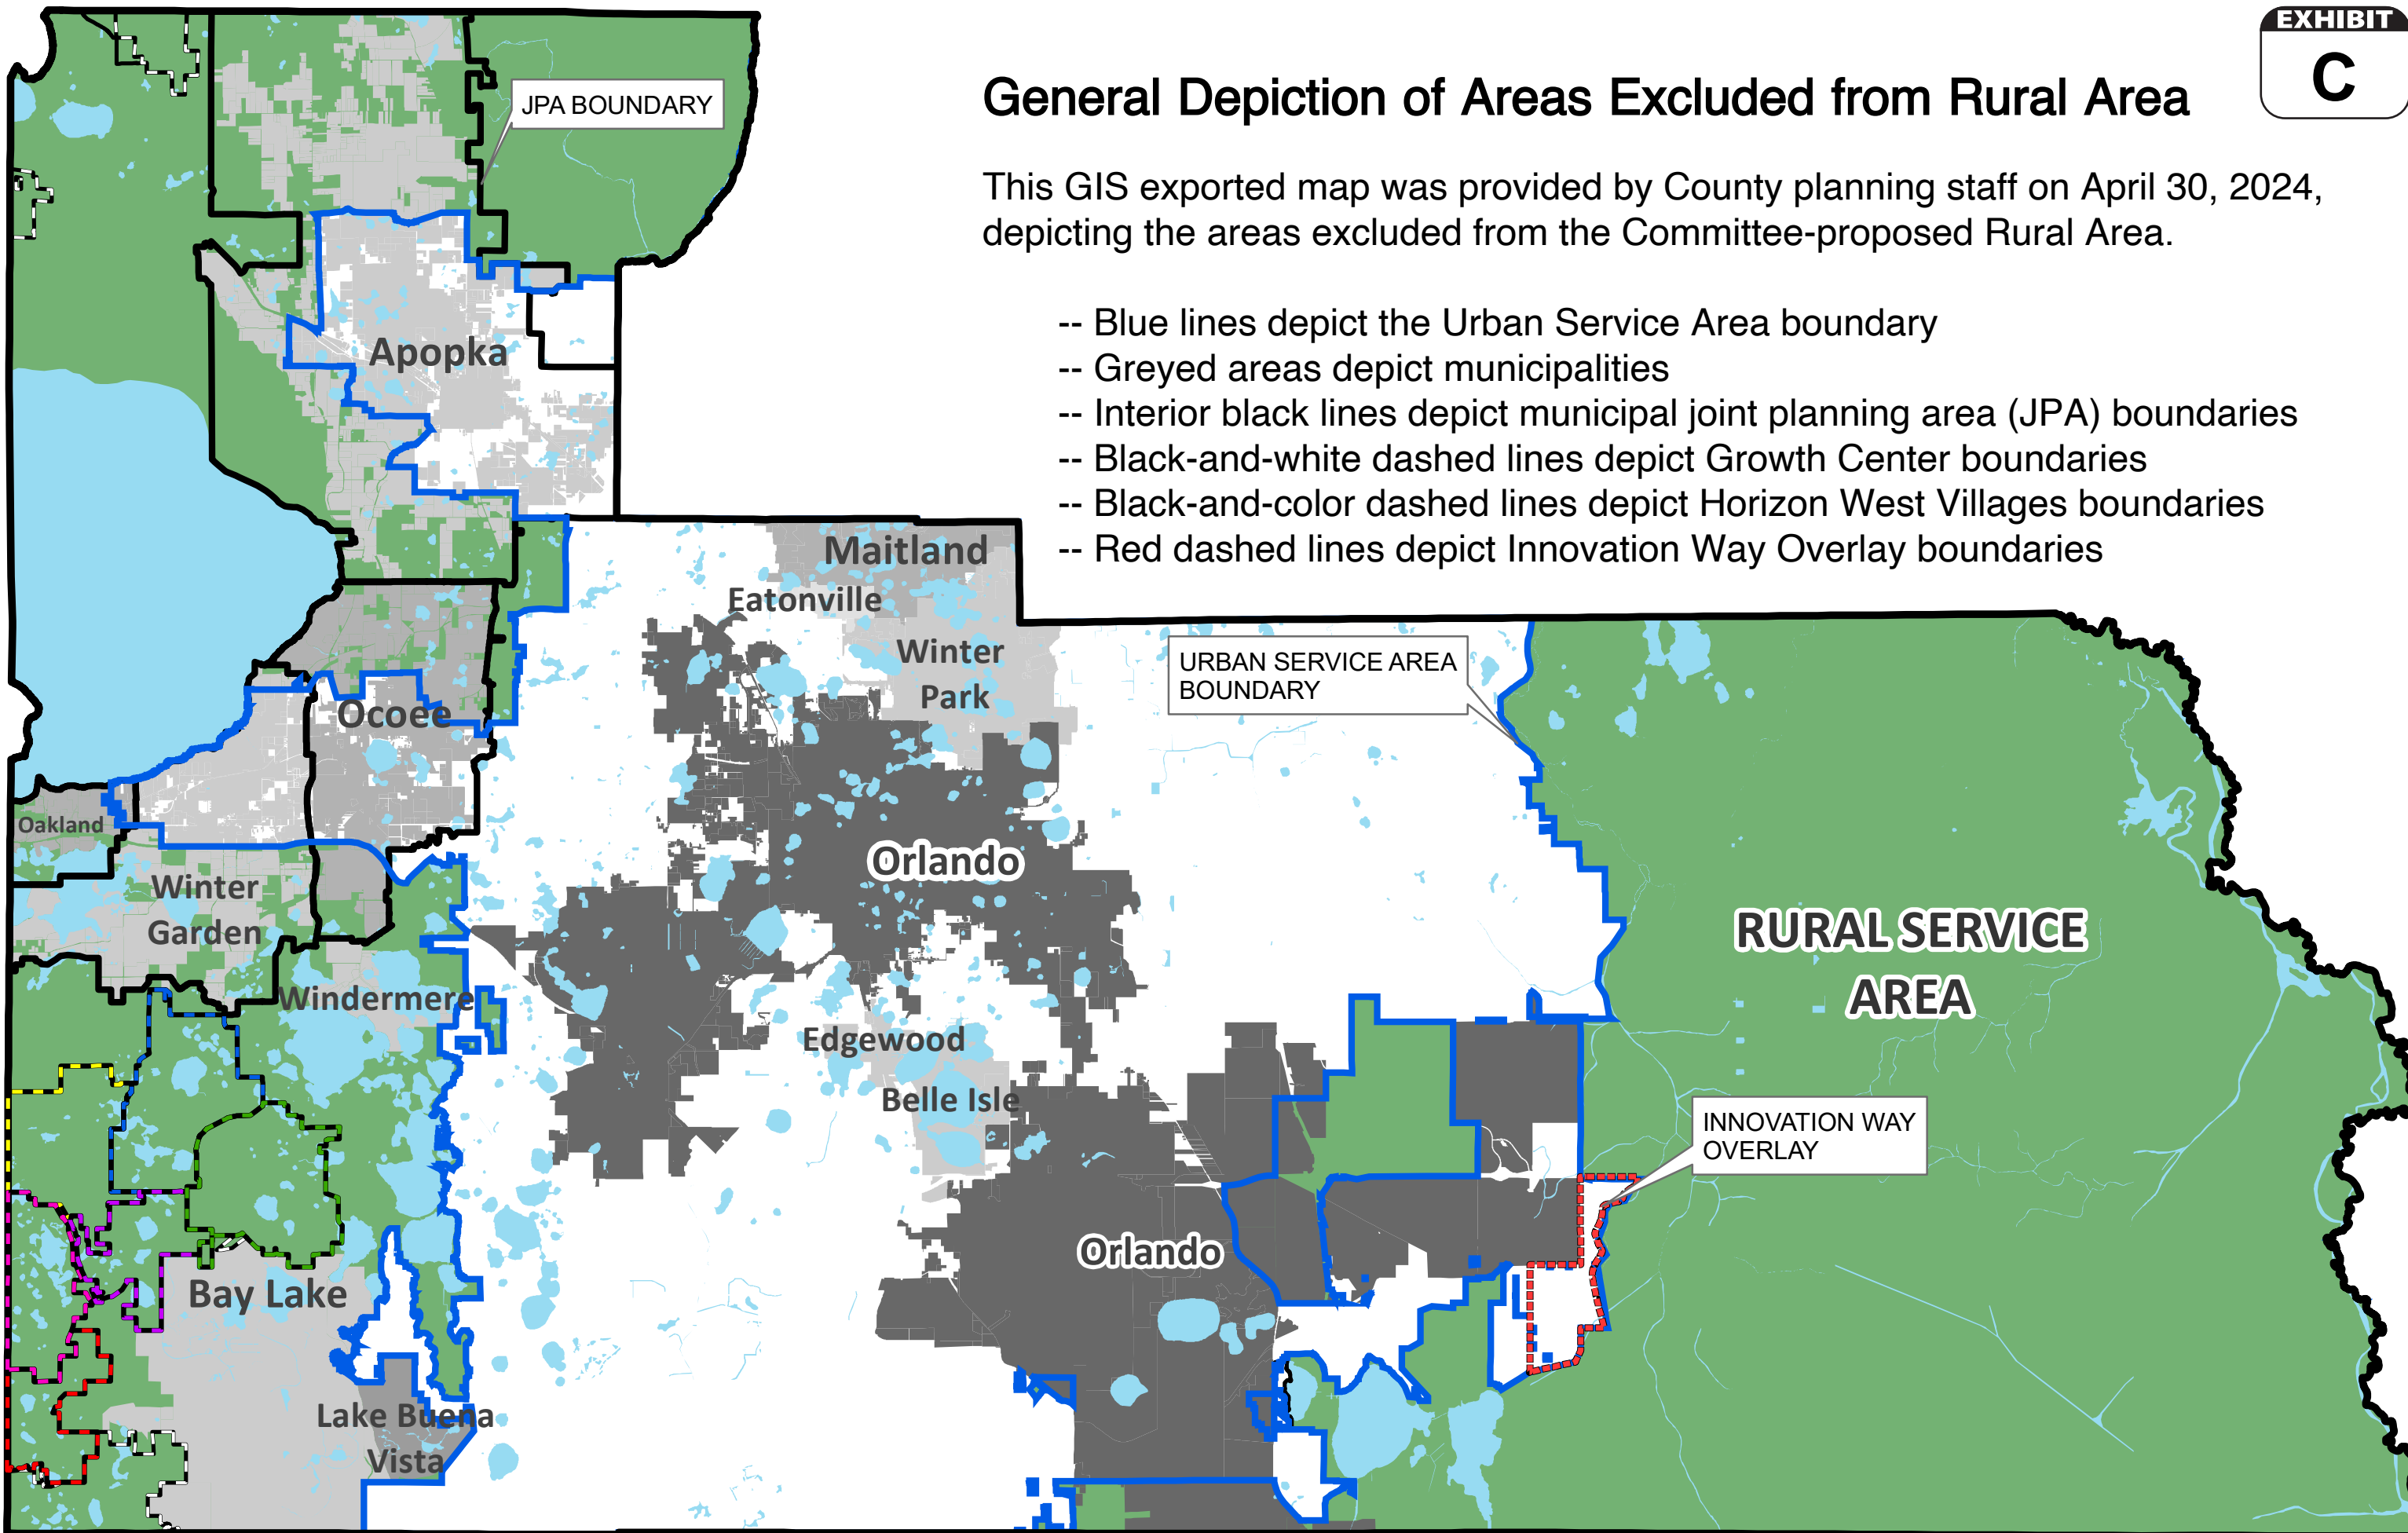 EXHIBIT
C
General Depiction of Areas Excluded from Rural Area
This GIS exported map was provided by County planning staff on April 30, 2024,
depicting the areas excluded from the Committee-proposed Rural Area.
-- Blue lines depict the Urban Service Area boundary
-- Greyed areas depict municipalities
-- Interior black lines depict municipal joint planning area (JPA) boundaries
-- Black-and-white dashed lines depict Growth Center boundaries
-- Black-and-color dashed lines depict Horizon West Villages boundaries
-- Red dashed lines depict Innovation Way Overlay boundaries
JPA BOUNDARY
Apopka
Maitland
Eatonville
Winter
Park
URBAN SERVICE AREA
BOUNDARY
Ocoee
Oakland
Orlando
Winter
Garden
RURAL SERVICE
AREA
Windermere
Edgewood
Belle Isle
INNOVATION WAY
OVERLAY
Orlando
Bay Lake
Lake Buena
Vista